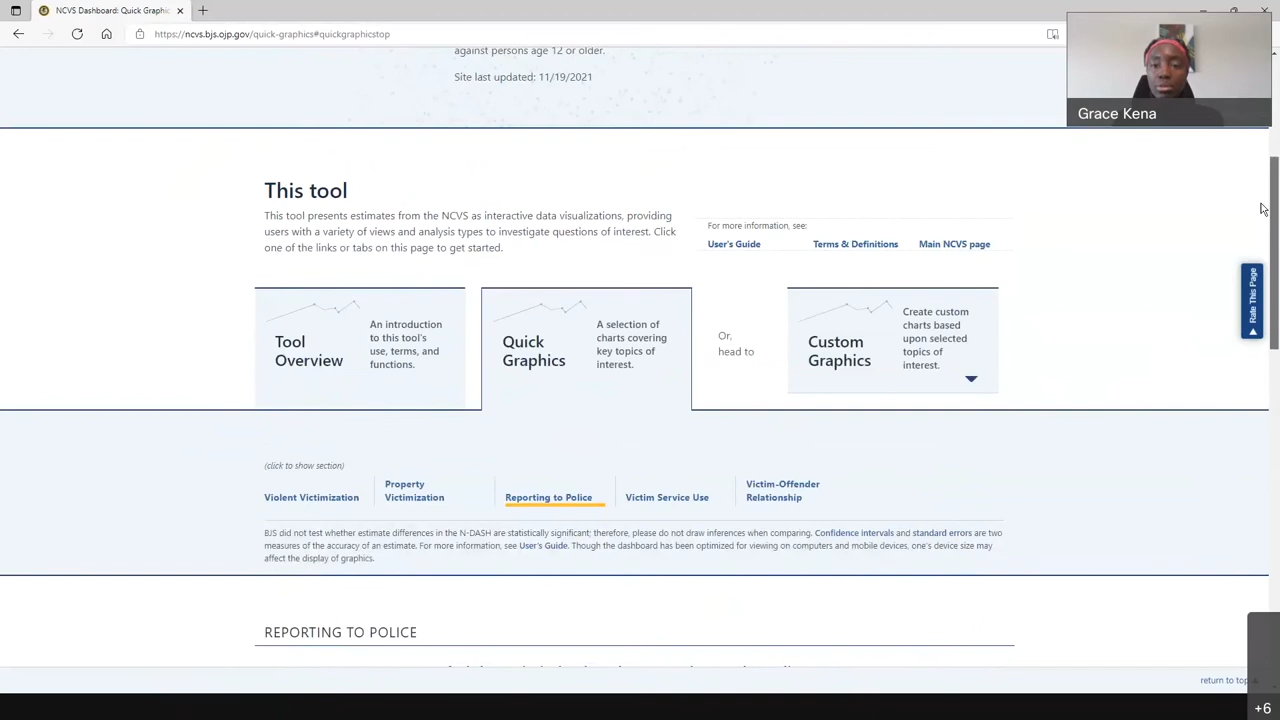 NCVS Dashboard: Quick Graphic
https://ncvs.bjs.ojp.gov/quick-graphics#quickgraphicstop
Grace Kena
against persons age 12 or older.
Site last updated: 11/19/2021
This tool
This tool presents estimates from the NCVS as interactive data visualizations, providing
users with a variety of views and analysis types to investigate questions of interest. Click
one of the links or tabs on this page to get started.
For more information, see:
User's Guide
Terms & Definitions
Main NCVS page
Rate This Page
Tool
Overview
An introduction
to this tool's
use, terms, and
functions.
Quick
Graphics
A selection of
charts covering
key topics of
interest.
Or,
head to
Custom
Graphics
Create custom
charts based
upon selected
topics of
interest.
(click to show section)
Violent Victimization
Property
Victimization
Reporting to Police
Victim Service Use
Victim-Offender
Relationship
BJS did not test whether estimate differences in the N-DASH are statistically significant; therefore, please do not draw inferences when comparing. Confidence intervals and standard errors are two
measures of the accuracy of an estimate. For more information, see User's Guide. Though the dashboard has been optimized for viewing on computers and mobile devices, one's device size may
affect the display of graphics.
REPORTING TO POLICE
return to top
+6